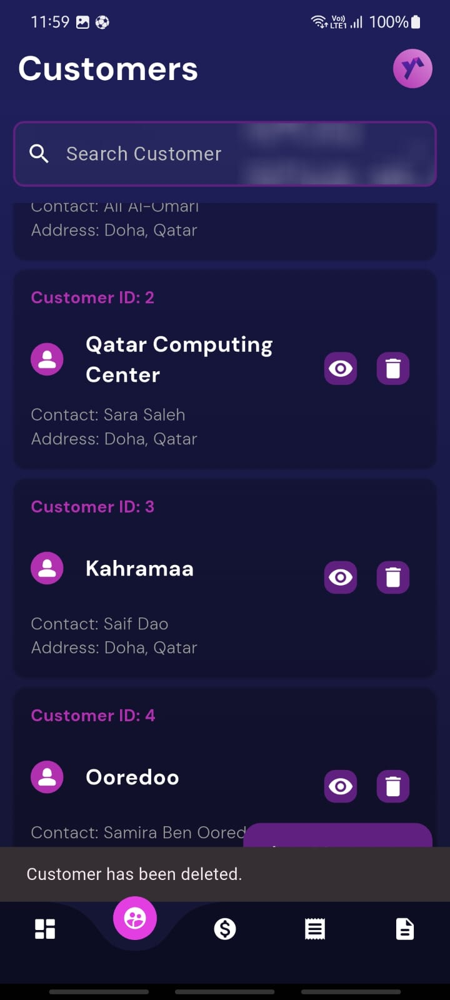 11:59
Vo))
LTE1
100%
Customers
Search Customer
Contact: Ali Al-Omari
Address: Doha, Qatar
Customer ID: 2
Qatar Computing
Center
Contact: Sara Saleh
Address: Doha, Qatar
Customer ID: 3
Kahramaa
Contact: Saif Dao
Address: Doha, Qatar
Customer ID: 4
Ooredoo
Contact: Samira Ben Oored
Customer has been deleted.